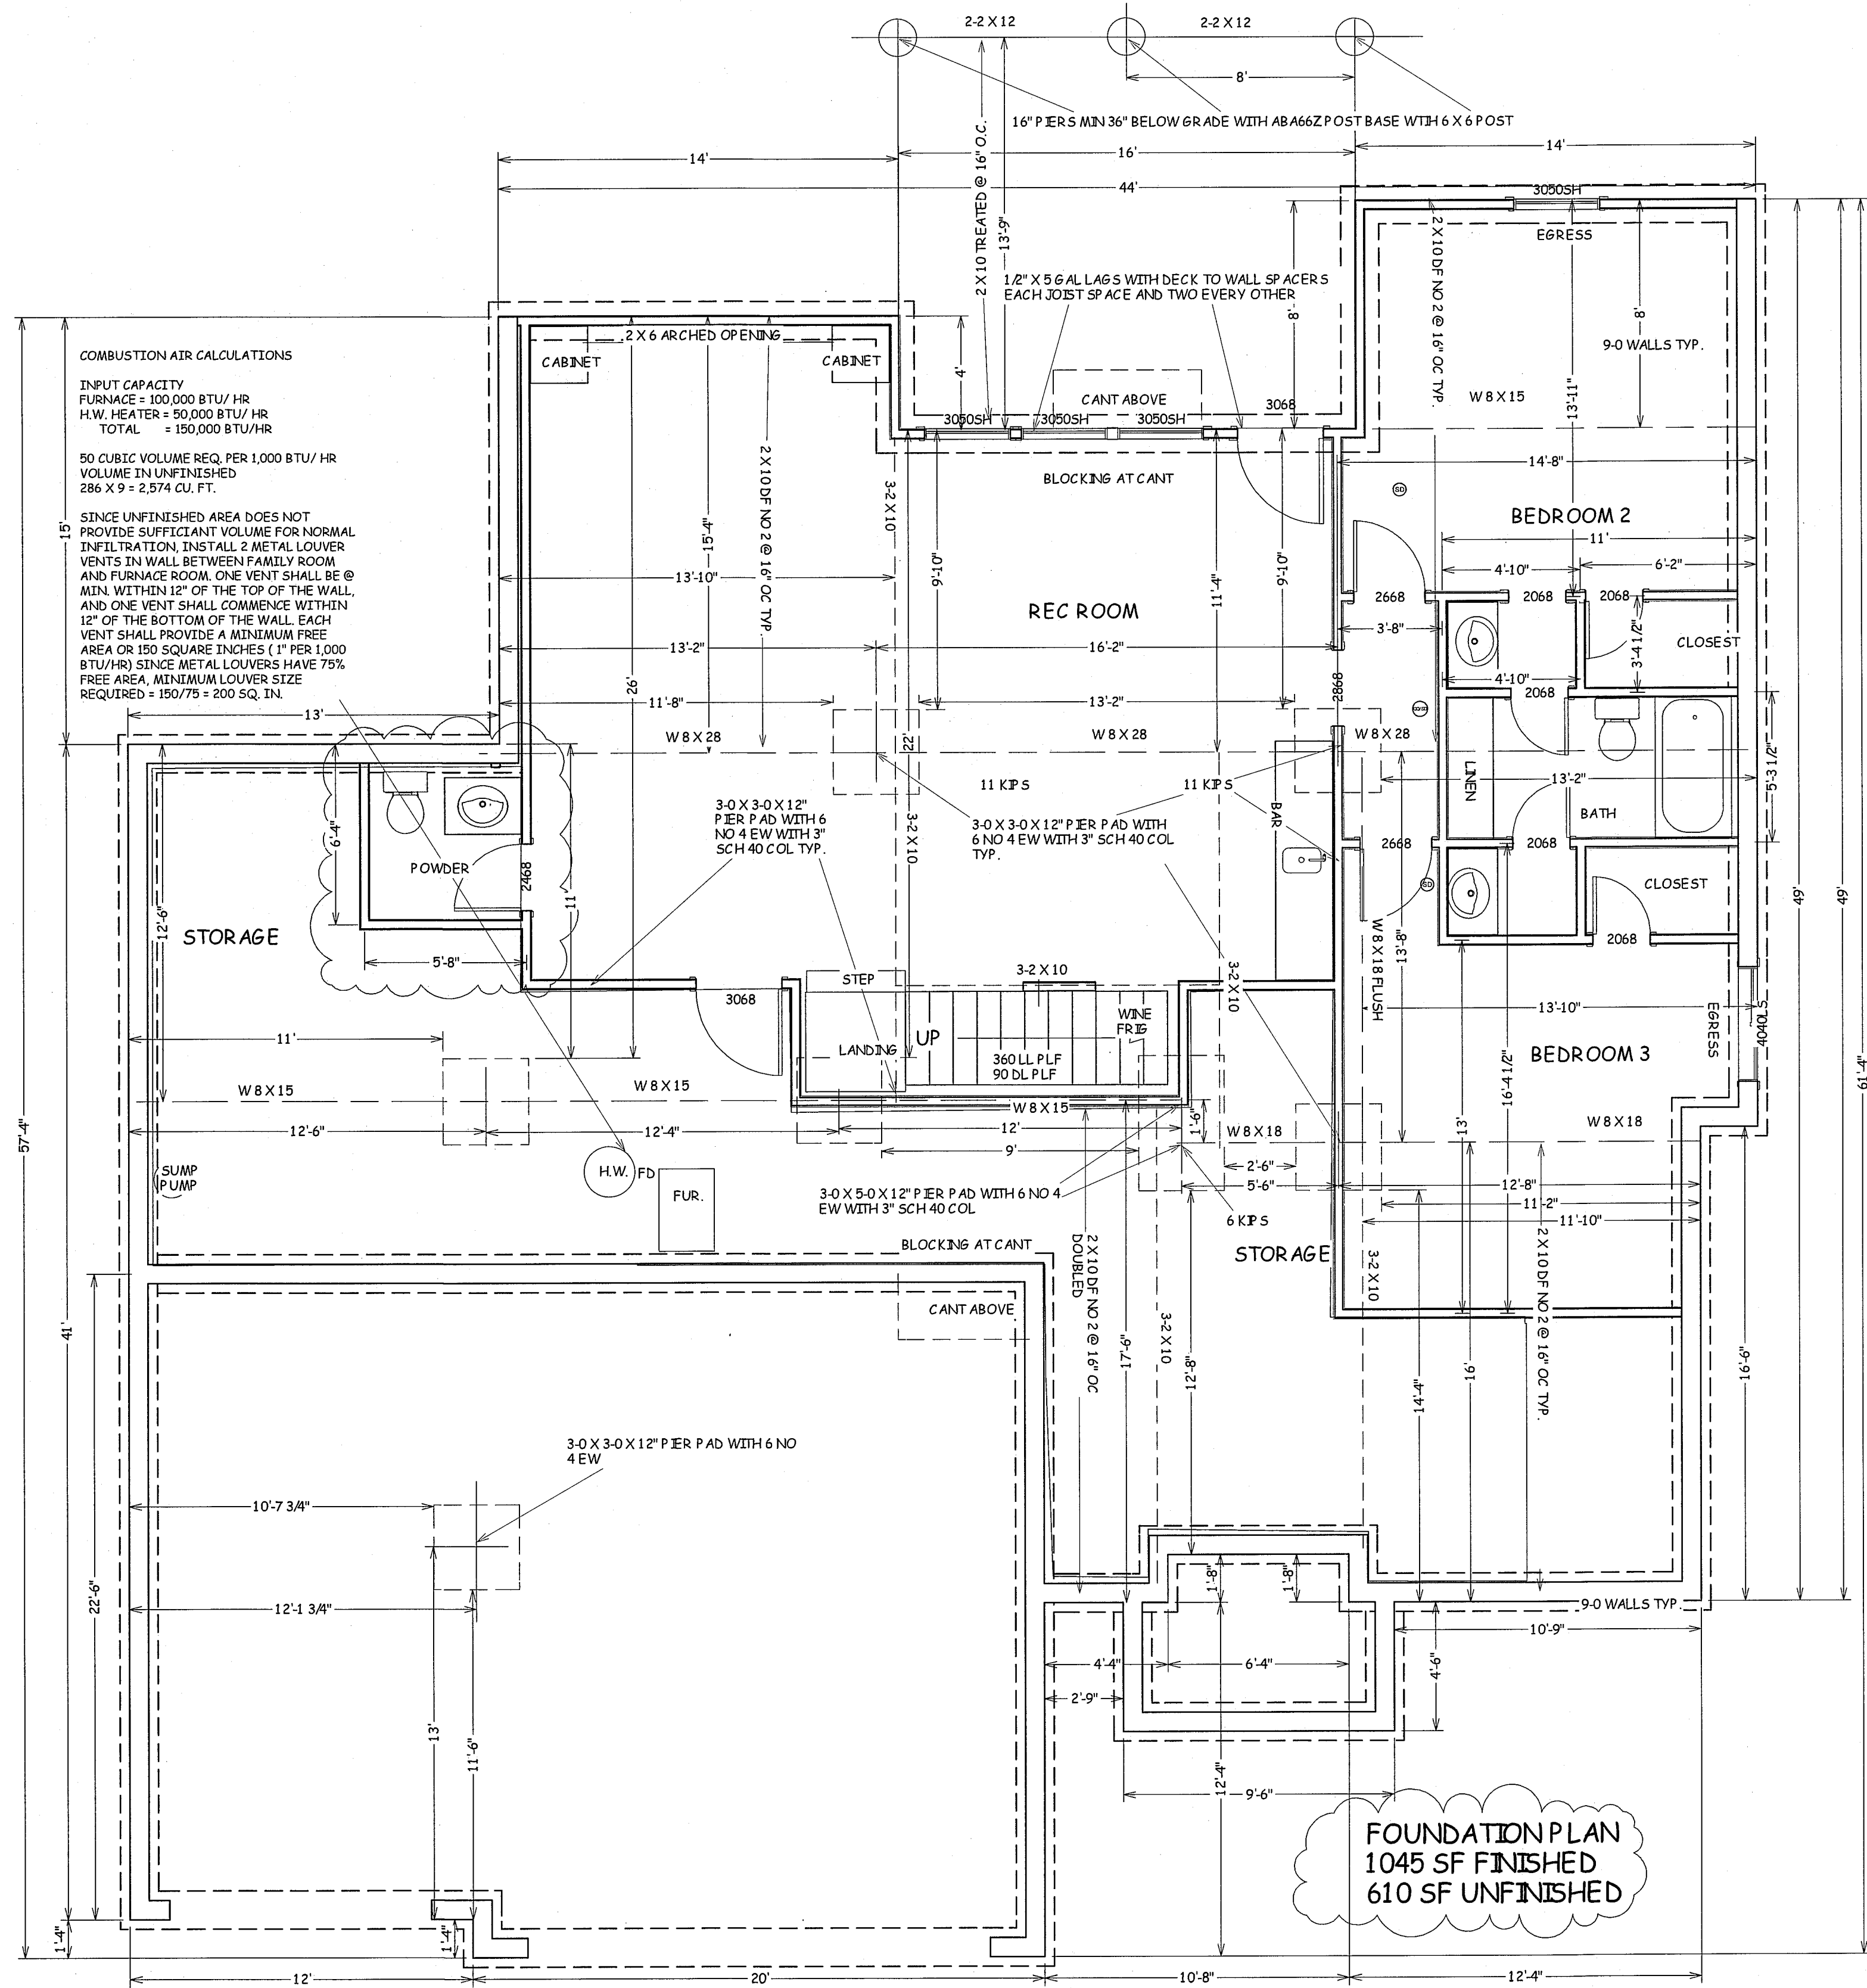 2-2 X 12
2-2 X 12
8'
16" PIERS MIN 36" BELOW GRADE WITH ABA66Z POST BASE WTIH 6 X 6 POST
14'
16'
14'
44'
2 X 10 TREATED @ 16" O.C.
13'-9"
3050SH
EGRESS
2 X 10 DF NO 2 @ 16" OC TYP.
8'
8'
13'-11"
9-0 WALLS TYP.
1/2" X 5 GAL LAGS WITH DECK TO WALL SPACERS
EACH JOIST SPACE AND TWO EVERY OTHER
COMBUSTION AIR CALCULATIONS
INPUT CAPACITY
FURNACE = 100,000 BTU/ HR
H.W. HEATER = 50,000 BTU/ HR
TOTAL = 150,000 BTU/HR
50 CUBIC VOLUME REQ. PER 1,000 BTU/ HR
VOLUME IN UNFINISHED
286 X 9 = 2,574 CU. FT.
SINCE UNFINISHED AREA DOES NOT
PROVIDE SUFFICIANT VOLUME FOR NORMAL
INFILTRATION, INSTALL 2 METAL LOUVER
VENTS IN WALL BETWEEN FAMILY ROOM
AND FURNACE ROOM. ONE VENT SHALL BE @
MIN. WITHIN 12" OF THE TOP OF THE WALL,
AND ONE VENT SHALL COMMENCE WITHIN
12" OF THE BOTTOM OF THE WALL. EACH
VENT SHALL PROVIDE A MINIMUM FREE
AREA OR 150 SQUARE INCHES ( 1" PER 1,000
BTU/HR) SINCE METAL LOUVERS HAVE 75%
FREE AREA, MINIMUM LOUVER SIZE
REQUIRED = 150/75 = 200 SQ. IN.
2 X 6 ARCHED OPENING
CABINET
CABINET
4'
CANT ABOVE
3068
3050SH
3050SH
3050SH
W 8 X 15
BLOCKING AT CANT
14'-8"
SD
BEDROOM 2
11'
4'-10"
6'-2"
15'
15'-4"
2 X 10 DF NO 2 @ 16" OC TYP
3-2 X 10
9'-10"
11'-4"
9'-10"
13'-10"
REC ROOM
2668
2068
2068
3'-8"
3'-4 1/2"
CLOSEST
13'-2"
16'-2"
4'-10"
2068
26'
11'-8"
13'-2"
2868
13'
W 8 X 28
22'
W 8 X 28
W 8 X 28
LINEN
13'-2"
5'-3 1/2"
11 KIPS
11 KIPS
BATH
BAR
3-0 X 3-0 X 12"
PIER PAD WITH 6
NO 4 EW WITH 3"
SCH 40 COL TYP.
3-2 X 10
3-0 X 3-0 X 12" PIER PAD WITH
6 NO 4 EW WITH 3" SCH 40 COL
TYP.
2668
2068
6'-4"
POWDER
2468
SD
CLOSEST
49'
49'
11'
12'-6"
STORAGE
2068
5'-8"
W 8 X 18 FLUSH
13'-8"
3068
STEP
3-2 X 10
3-2 X 10
13'-10"
EGRESS
4040LS
11'
UP
WINE
FRIG
LANDING
360 LL PLF
90 DL PLF
BEDROOM 3
16'-4 1/2"
61'-4"
W 8 X 15
W 8 X 15
W 8 X 15
57'-4"
12'-6"
12'-4"
12'
1'-6"
W 8 X 18
13'
W 8 X 18
9'
2'-6"
SUMP
PUMP
H.W.
FD
FUR.
3-0 X 5-0 X 12" PIER PAD WITH 6 NO 4
EW WITH 3" SCH 40 COL
5'-6"
12'-8"
11'-2"
11'-10"
6 KIPS
BLOCKING AT CANT
STORAGE
2 X 10 DF NO 2 @ 16" OC
DOUBLED
3-2 X 10
2 X 10 DF NO 2 @ 16" OC TYP.
CANT ABOVE
41'
3-2 X 10
17'-6"
12'-8"
14'-4"
16'
16'-6"
3-0 X 3-0 X 12" PIER PAD WITH 6 NO
4 EW
10'-7 3/4"
22'-6"
12'-1 3/4"
1'-8"
1'-8"
9-0 WALLS TYP.
10'-9"
4'-4"
6'-4"
4'-9"
2'-9"
13'
11'-6"
12'-4"
9'-6"
FOUNDATION PLAN
1045 SF FINISHED
610 SF UNFINISHED
1'-4"
1'-4"
12'
20'
10'-8"
12'-4"